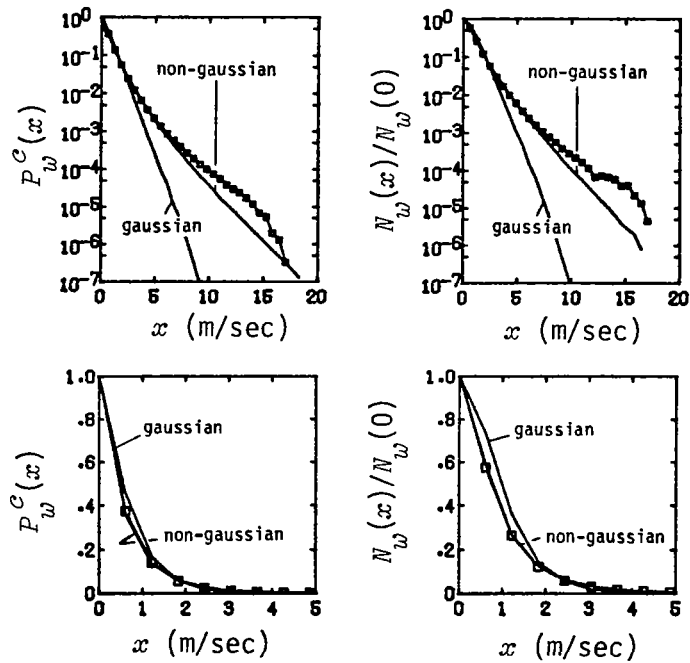 10⁰
10⁻¹
10⁻²
10⁻³
10⁻⁴
10⁻⁵
10⁻⁶
10⁻⁷
P_w^c(x)
non-gaussian
gaussian
0 5 10 15 20
x (m/sec)
10⁰
10⁻¹
10⁻²
10⁻³
10⁻⁴
10⁻⁵
10⁻⁶
10⁻⁷
N_w(x)/N_w(0)
non-gaussian
gaussian
0 5 10 15 20
x (m/sec)
1.0
.8
.6
.4
.2
0
P_w^c(x)
gaussian
non-gaussian
0 1 2 3 4 5
x (m/sec)
1.0
.8
.6
.4
.2
0
N_w(x)/N_w(0)
gaussian
non-gaussian
0 1 2 3 4 5
x (m/sec)